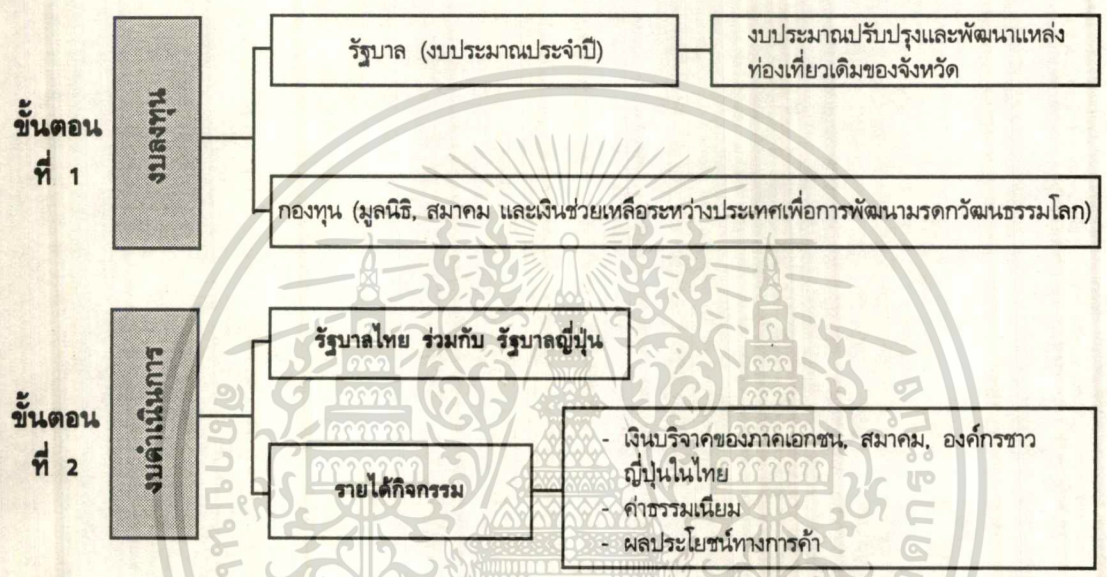 ขั้นตอน
ที่ 1
งบลงทุน
รัฐบาล (งบประมาณประจำปี)
งบประมาณปรับปรุงและพัฒนาแหล่ง
ท่องเที่ยวเดิมของจังหวัด
กองทุน (มูลนิธิ, สมาคม และเงินช่วยเหลือระหว่างประเทศเพื่อการพัฒนามรดกวัฒนธรรมโลก)
ขั้นตอน
ที่ 2
งบดำเนินการ
รัฐบาลไทย ร่วมกับ รัฐบาลญี่ปุ่น
รายได้กิจกรรม
- เงินบริจาคของภาคเอกชน, สมาคม, องค์กรชาว
ญี่ปุ่นในไทย
- ค่าธรรมเนียม
- ผลประโยชน์ทางการค้า